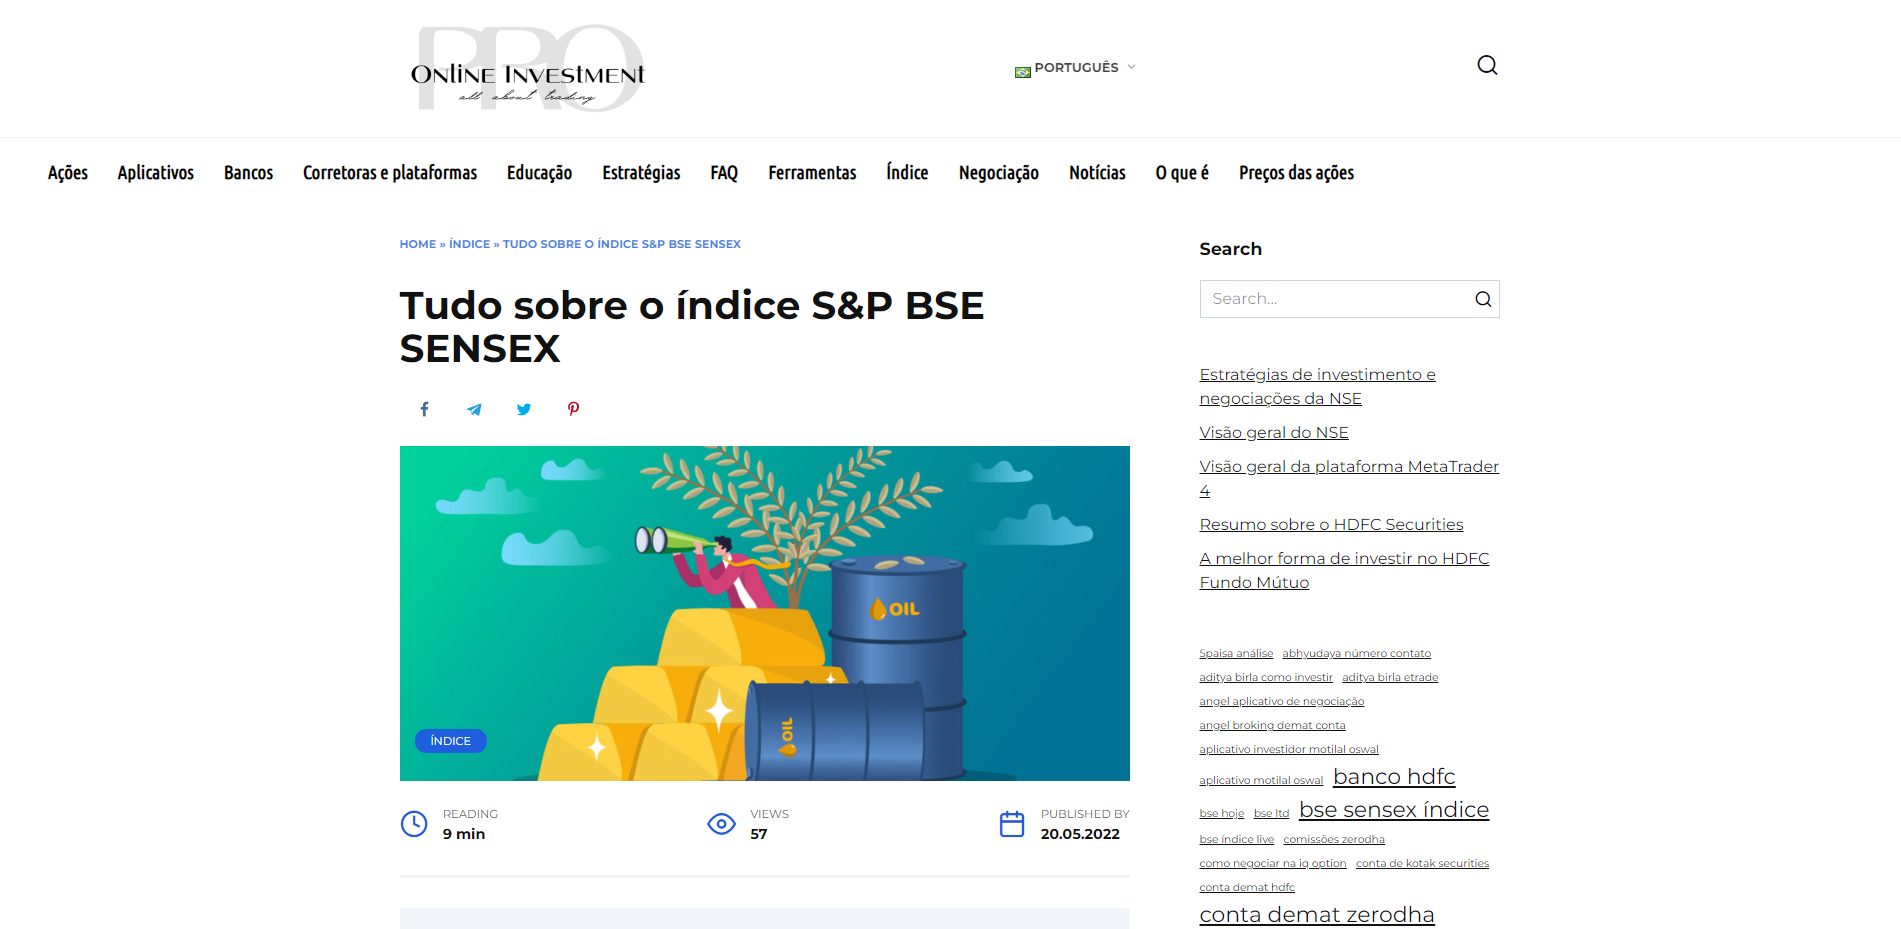 PRO
Online Investment
all about trading
PORTUGUÊS
Ações Aplicativos Bancos Corretoras e plataformas Educação Estratégias FAQ Ferramentas Índice Negociação Notícias O que é Preços das ações
HOME » ÍNDICE » TUDO SOBRE O ÍNDICE S&P BSE SENSEX
Tudo sobre o índice S&P BSE
SENSEX
OIL
OIL
ÍNDICE
READING
9 min
VIEWS
57
PUBLISHED BY
20.05.2022
Search
Search...
Estratégias de investimento e
negociações da NSE
Visão geral do NSE
Visão geral da plataforma MetaTrader
4
Resumo sobre o HDFC Securities
A melhor forma de investir no HDFC
Fundo Mútuo
5paisa análise abhyudaya número contato
aditya birla como investir aditya birla etrade
angel aplicativo de negociação
angel broking demat conta
aplicativo investidor motilal oswal
aplicativo motilal oswal banco hdfc
bse hoje bse ltd bse sensex índice
bse índice live comissões zerodha
como negociar na iq option conta de kotak securities
conta demat hdfc
conta demat zerodha